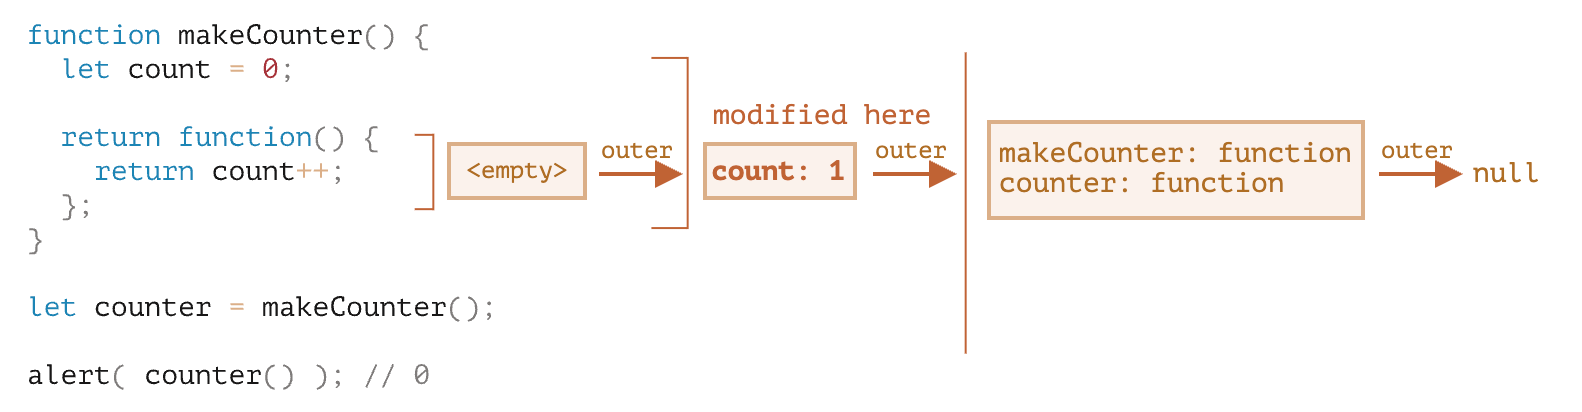 function makeCounter() {
  let count = 0;
  return function() {
    return count++;
  };
}
let counter = makeCounter();
alert( counter() ); // 0
<empty>
outer
modified here
count: 1
outer
makeCounter: function
counter: function
outer
null